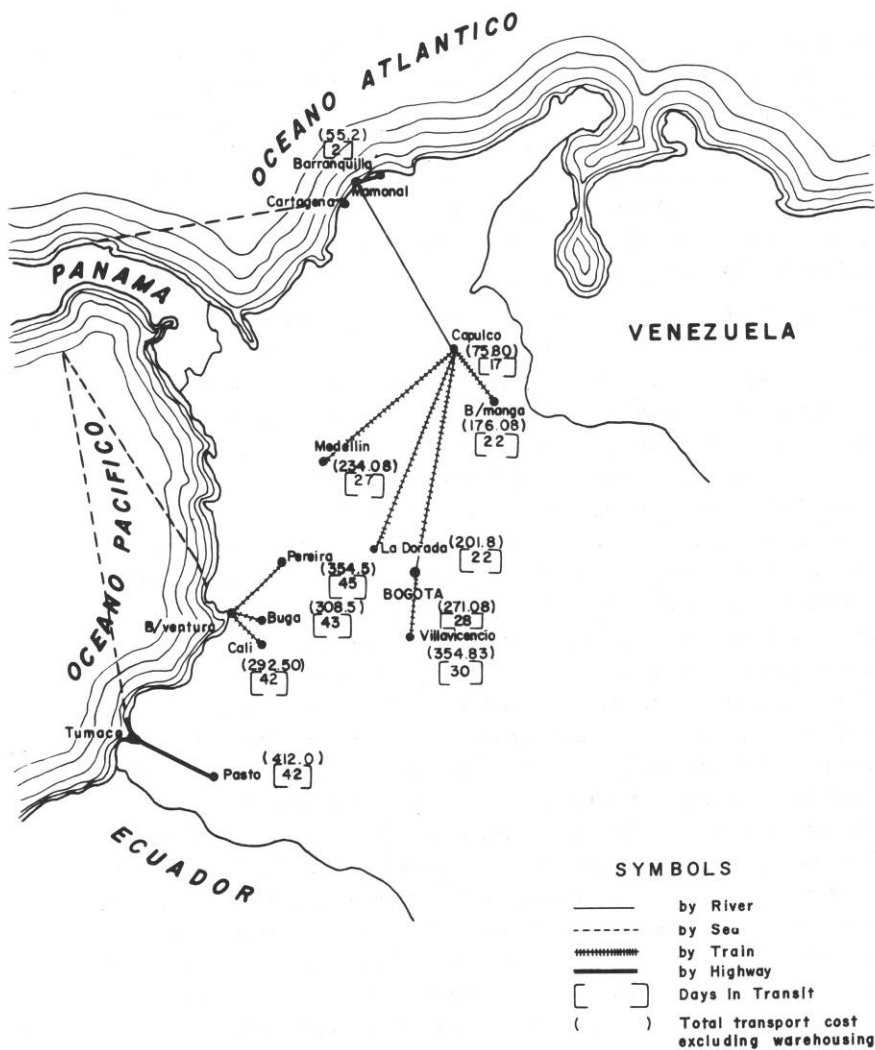 OCEANO ATLANTICO
(55.2)
[2]
Barranquilla
Mamonal
Cartagena
PANAMA
VENEZUELA
Capulco
(75.80)
[17]
B/manga
(176.08)
[22]
Medellin
(234.08)
[27]
OCEANO PACIFICO
La Dorada (201.8)
[22]
Pereira
(354.5)
[45]
BOGOTA
(271.08)
[28]
B/ventura
Buga
(308.5)
[43]
Cali
(292.50)
[42]
Villavicencio
(354.83)
[30]
Tumaco
Pasto
(412.0)
[42]
ECUADOR
SYMBOLS
by River
by Sea
by Train
by Highway
[ ] Days In Transit
( ) Total transport cost
excluding warehousing